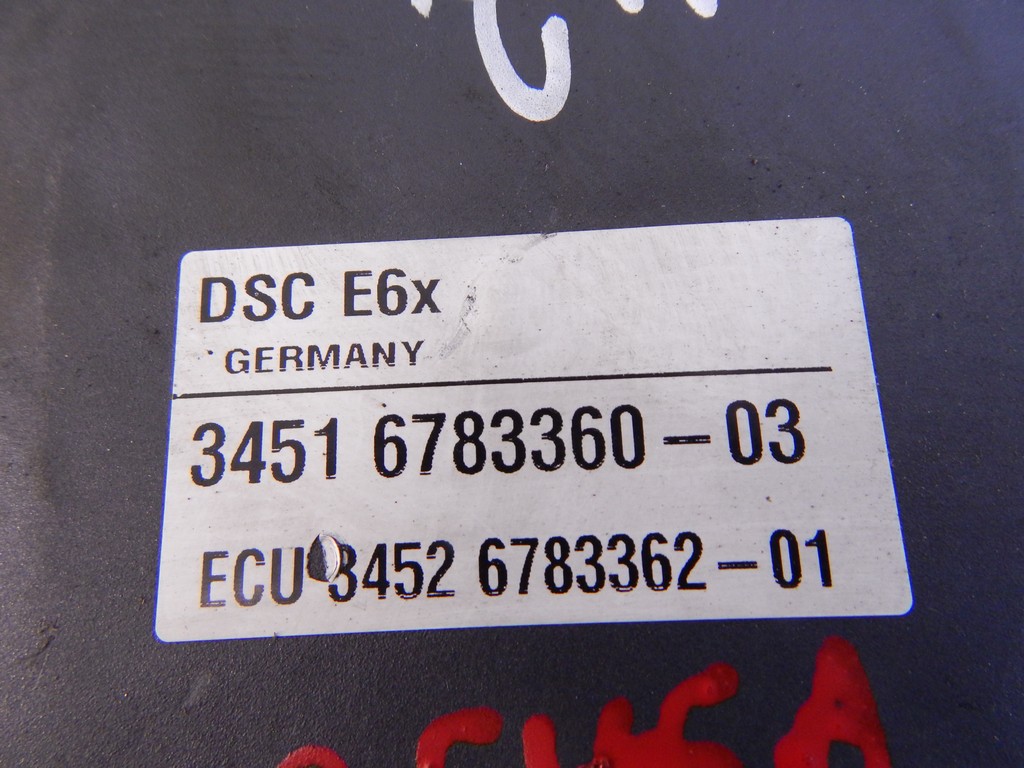 DSC E6x
GERMANY
3451 6783360-03
ECU 3452 6783362-01